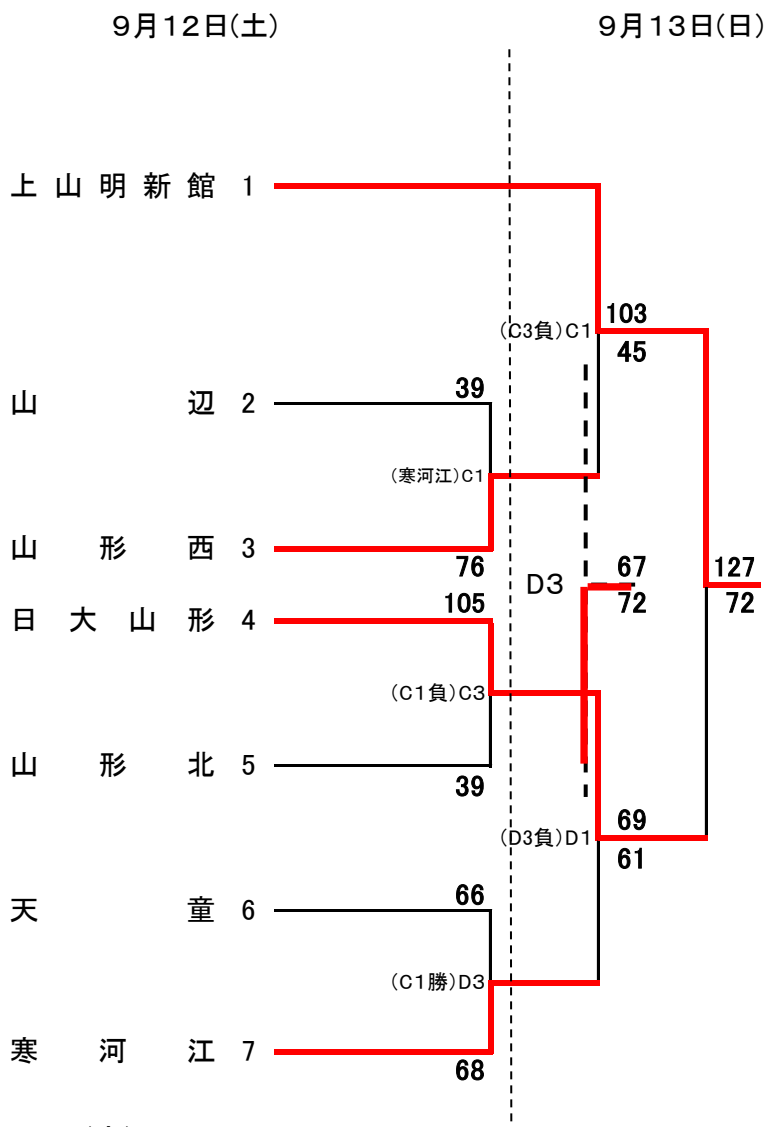 9月12日(土) 9月13日(日)
上山明新館 1
103
(C3負)C1
45
39
山辺 2
(寒河江)C1
山形西 3
76
67
127
D3
72
72
105
日大山形 4
(C1負)C3
山形北 5
39
69
(D3負)D1
61
66
天童 6
(C1勝)D3
寒河江 7
68